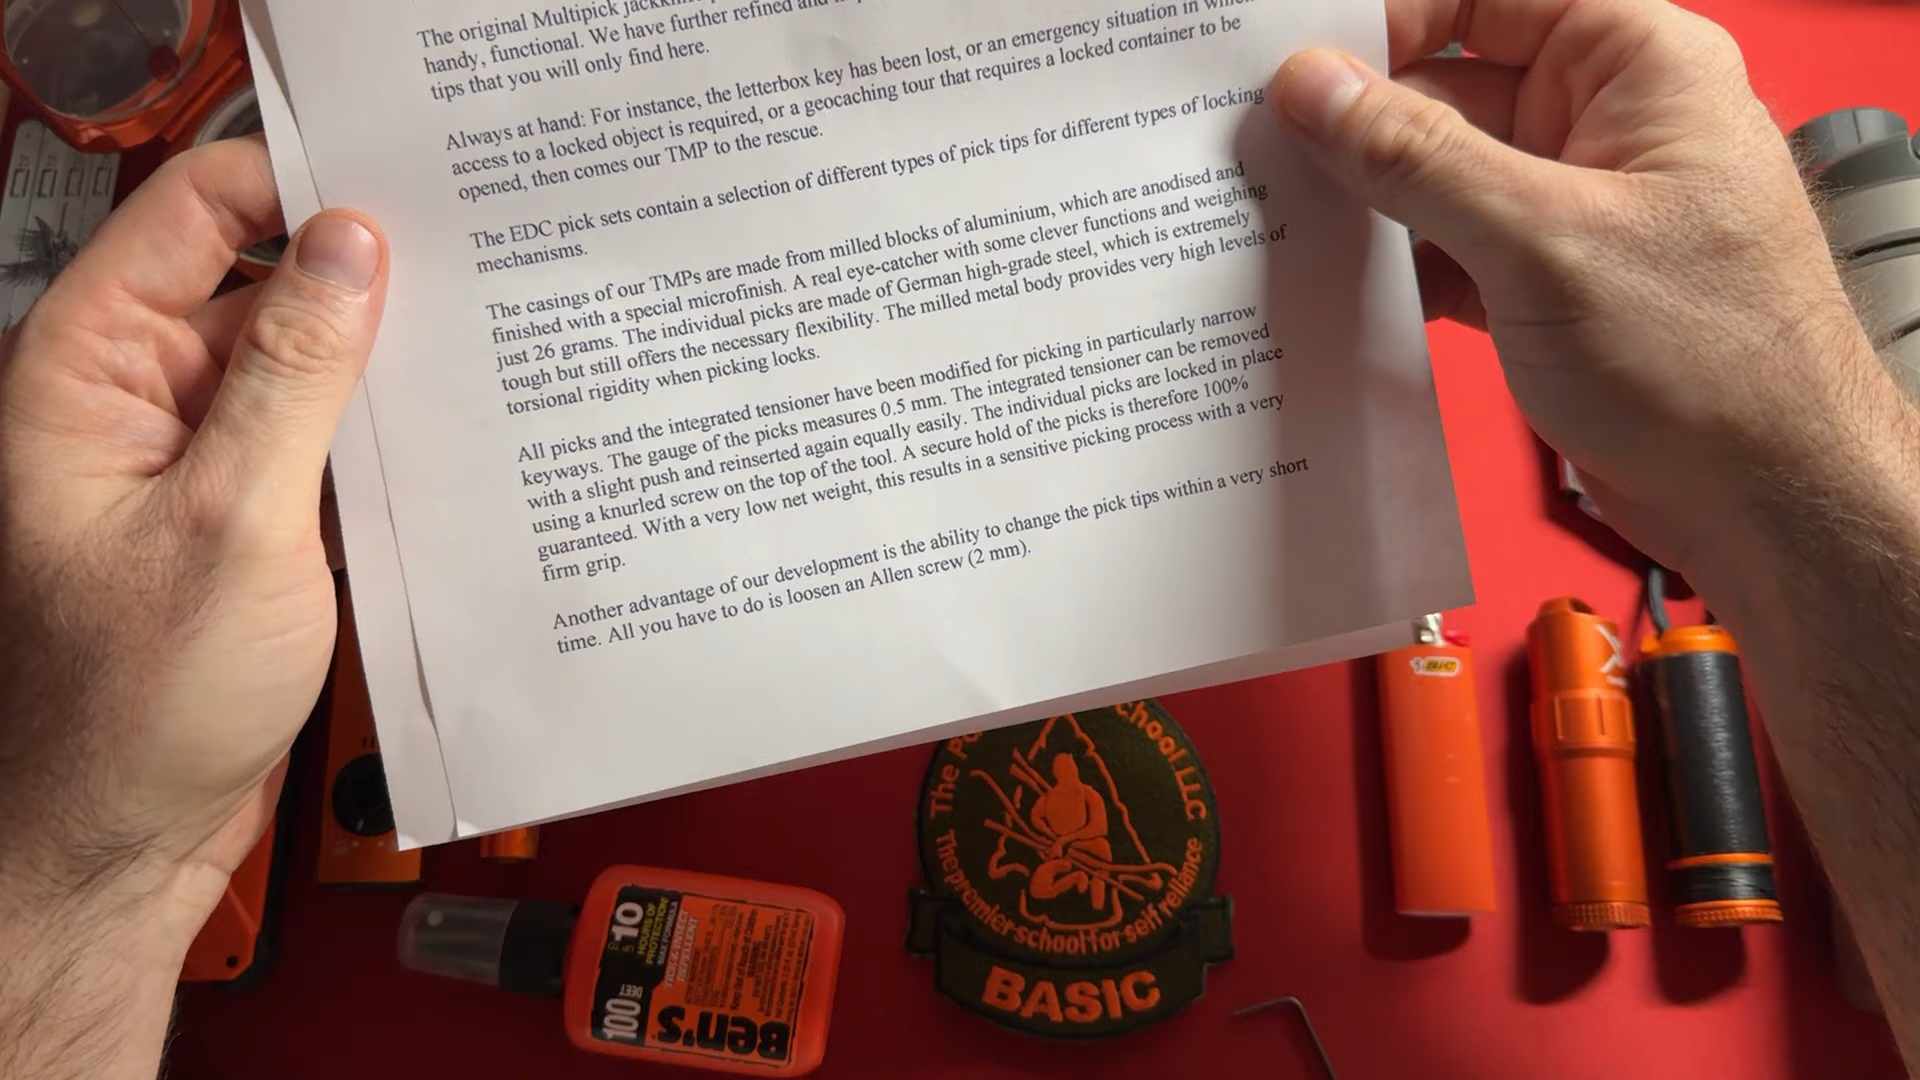 The original Multipick
handy, functional. We have further refined and
tips that you will only find here.
Always at hand: For instance, the letterbox key has been lost, or an emergency situation in which
access to a locked object is required, or a geocaching tour that requires a locked container to be
opened, then comes our TMP to the rescue.
The EDC pick sets contain a selection of different types of pick tips for different types of locking
mechanisms.
The casings of our TMPs are made from milled blocks of aluminium, which are anodised and
finished with a special microfinish. A real eye-catcher with some clever functions and weighing
just 26 grams. The individual picks are made of German high-grade steel, which is extremely
tough but still offers the necessary flexibility. The milled metal body provides very high levels of
torsional rigidity when picking locks.
All picks and the integrated tensioner have been modified for picking in particularly narrow
keyways. The gauge of the picks measures 0.5 mm. The integrated tensioner can be removed
with a slight push and reinserted again equally easily. The individual picks are locked in place
using a knurled screw on the top of the tool. A secure hold of the picks is therefore 100%
guaranteed. With a very low net weight, this results in a sensitive picking process with a very
firm grip.
Another advantage of our development is the ability to change the pick tips within a very short
time. All you have to do is loosen an Allen screw (2 mm).
BIC
The chool LLC
The premier school for self reliance
BASIC
10
HOURS OF
PROTECTION
MAX FORMULA
TICK & INSECT
REPELLENT
100 DEET
Ben's